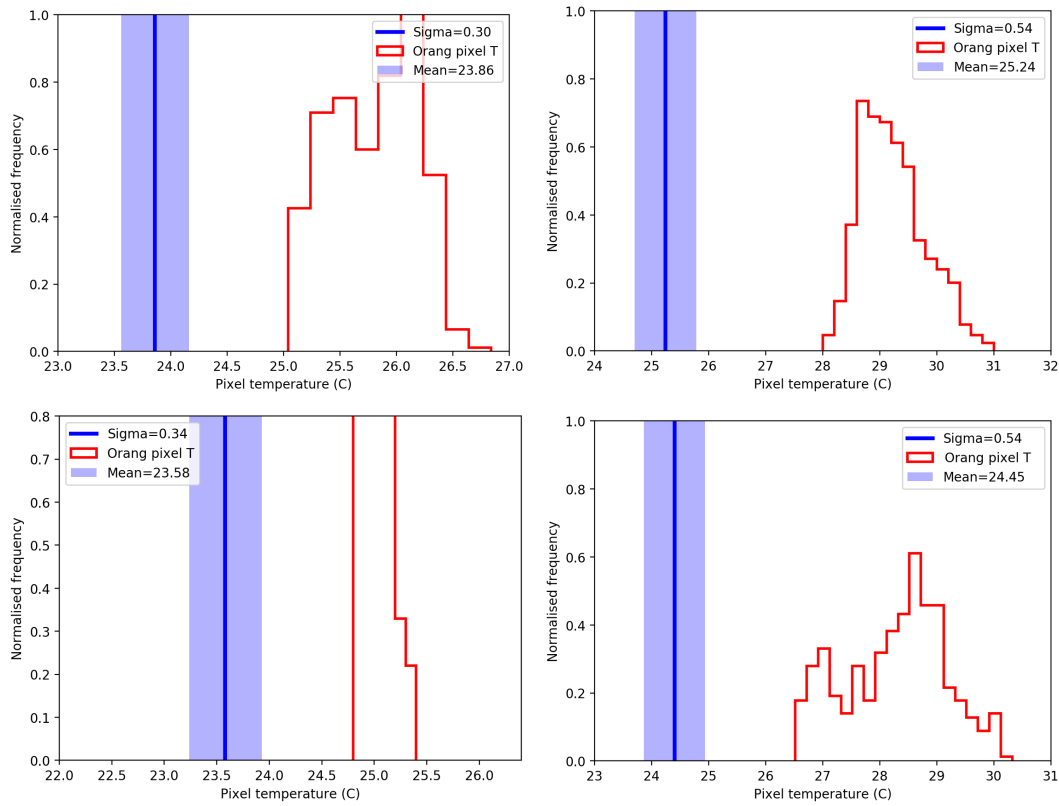 1.0
0.8
0.6
0.4
0.2
0.0
Normalised frequency
Sigma=0.30
Orang pixel T
Mean=23.86
23.0 23.5 24.0 24.5 25.0 25.5 26.0 26.5 27.0
Pixel temperature (C)
1.0
0.8
0.6
0.4
0.2
0.0
Normalised frequency
Sigma=0.54
Orang pixel T
Mean=25.24
24 25 26 27 28 29 30 31 32
Pixel temperature (C)
0.8
0.7
0.6
0.5
0.4
0.3
0.2
0.1
0.0
Normalised frequency
Sigma=0.34
Orang pixel T
Mean=23.58
22.0 22.5 23.0 23.5 24.0 24.5 25.0 25.5 26.0
Pixel temperature (C)
1.0
0.8
0.6
0.4
0.2
0.0
Normalised frequency
Sigma=0.54
Orang pixel T
Mean=24.45
23 24 25 26 27 28 29 30 31
Pixel temperature (C)